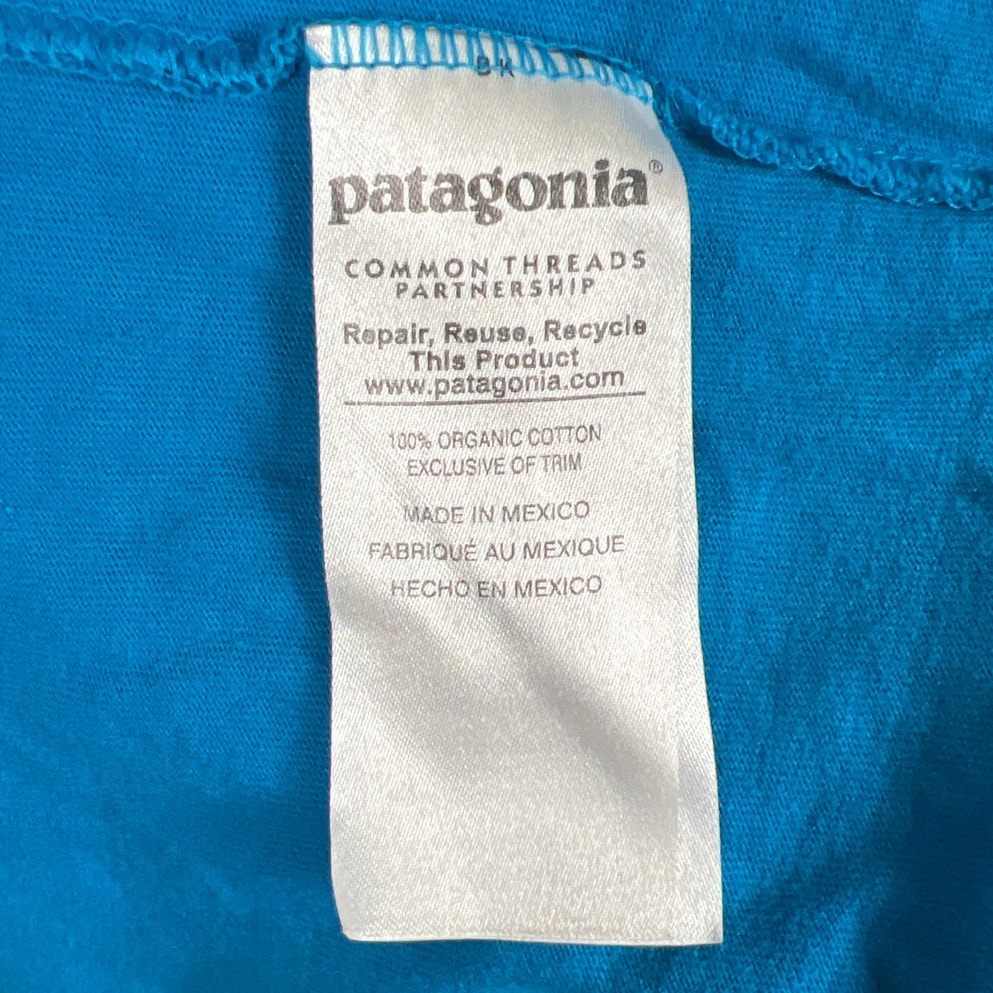 BK
patagonia®
COMMON THREADS
PARTNERSHIP
Repair, Reuse, Recycle
This Product
www.patagonia.com
100% ORGANIC COTTON
EXCLUSIVE OF TRIM
MADE IN MEXICO
FABRIQUÉ AU MEXIQUE
HECHO EN MEXICO